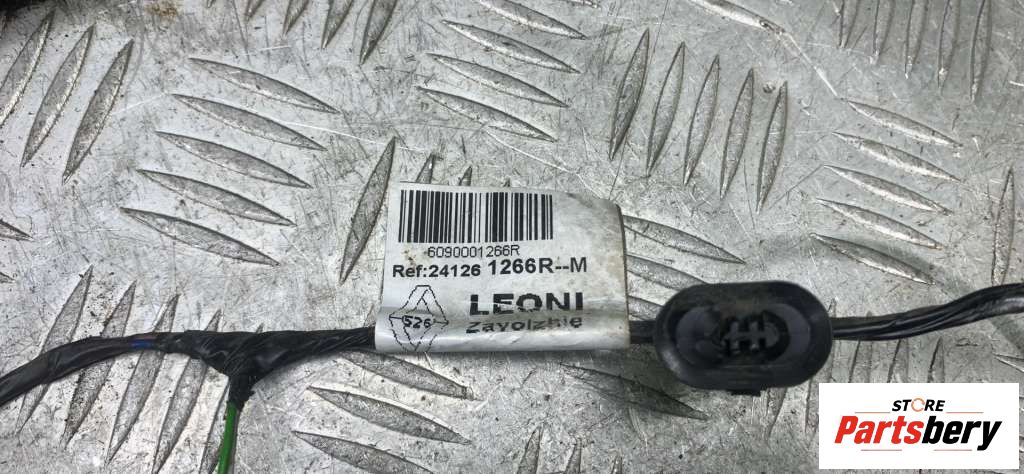 6090001266R
Ref:24126 1266R--M
526
LEONI
Zavolzhie
STORE
Partsbery